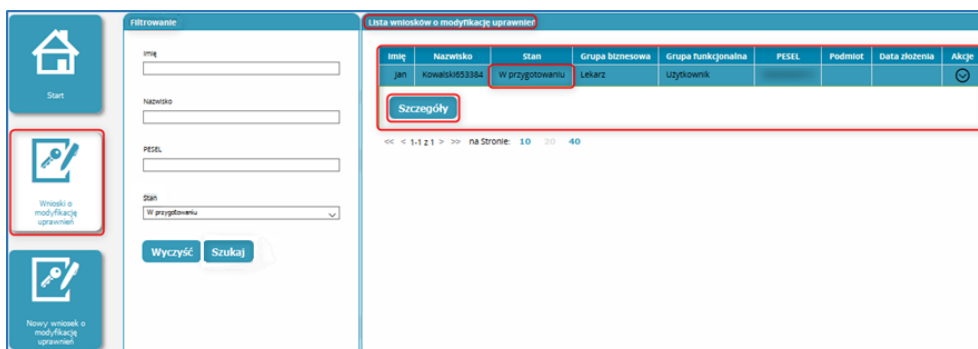 Start
Wnioski o
modyfikację
uprawnień
Nowy wniosek o
modyfikację
uprawnień
Filtrowanie
Imię
Nazwisko
PESEL
Stan
W przygotowaniu
Wyczyść Szukaj
Lista wniosków o modyfikację uprawnień
Imię Nazwisko Stan Grupa biznesowa Grupa funkcjonalna PESEL Podmiot Data złożenia Akcje
Jan Kowalski653384 W przygotowaniu Lekarz Użytkownik
Szczegóły
<< < 1-1 z 1 > >> na Stronie: 10 20 40